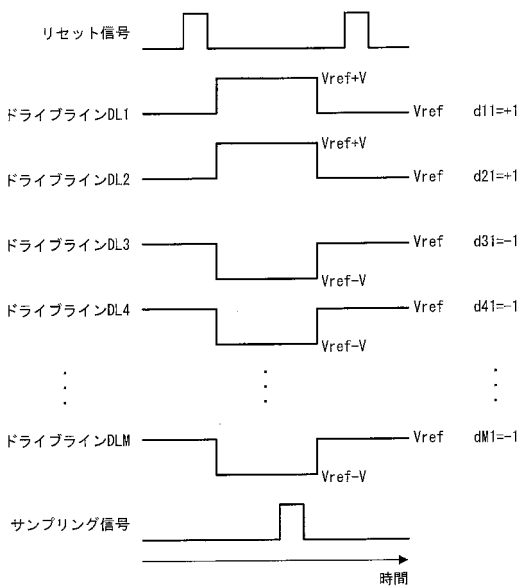 リセット信号
Vref+V
ドライブラインDL1 Vref d11=+1
Vref+V
ドライブラインDL2 Vref d21=+1
ドライブラインDL3 Vref d31=-1
Vref-V
ドライブラインDL4 Vref d41=-1
Vref-V
ドライブラインDLM Vref dM1=-1
Vref-V
サンプリング信号
時間